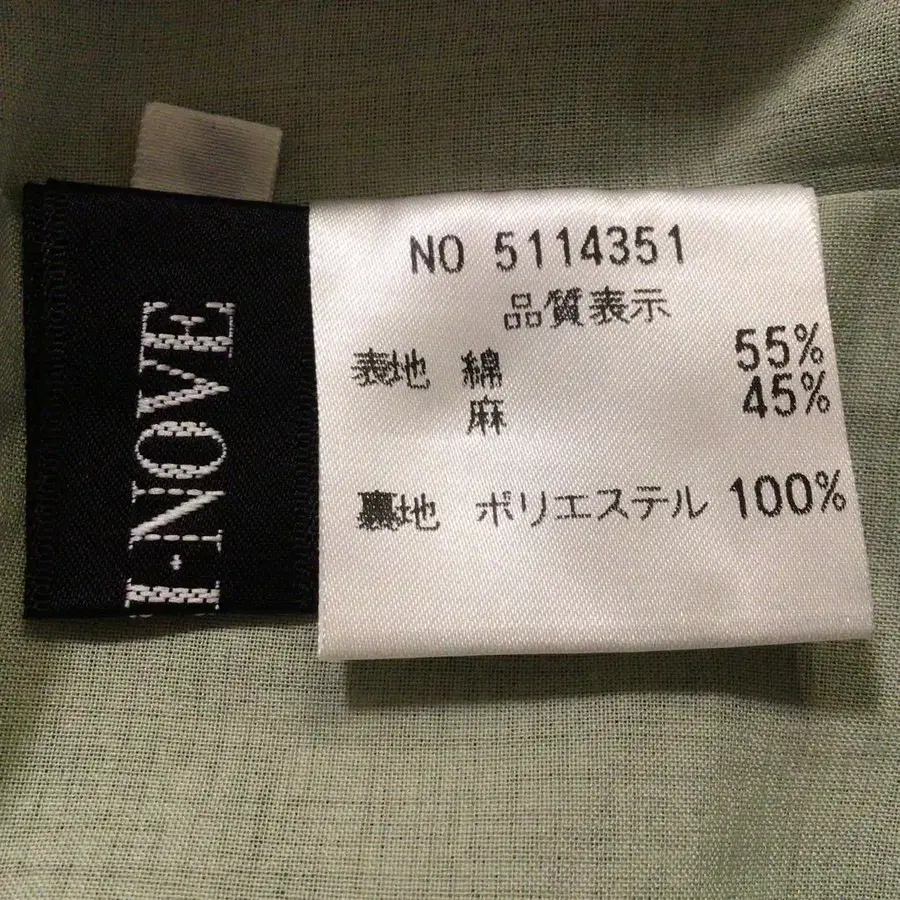 I-NOVE
NO 5114351
品質表示
表地 綿 55%
麻 45%
裏地 ポリエステル 100%